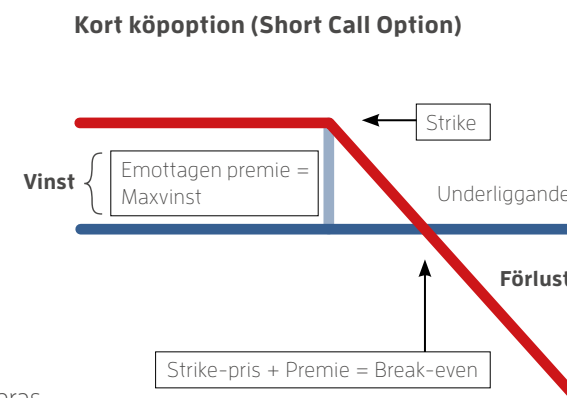 Kort köpoption (Short Call Option)
Strike
Emottagen premie =
Maxvinst
Vinst
Underliggande
Förlust
Strike-pris + Premie = Break-even